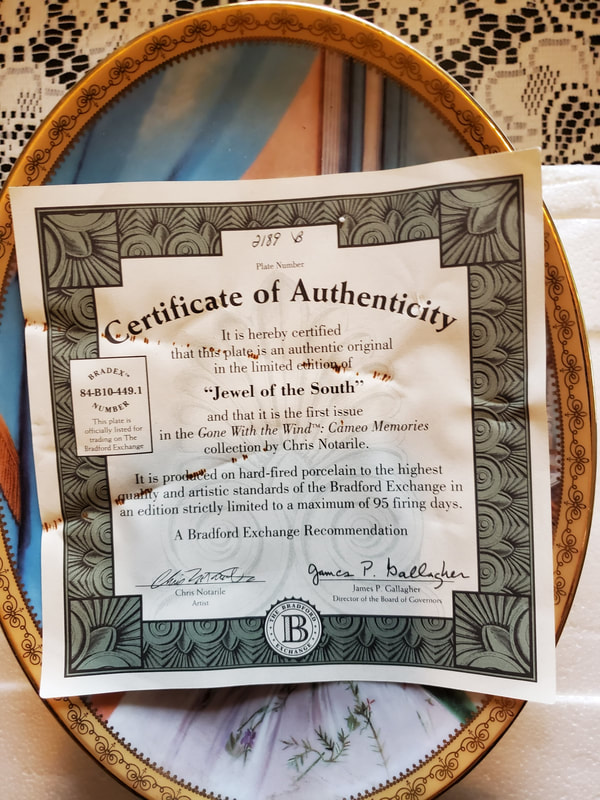 2189 B
Plate Number
Certificate of Authenticity
It is hereby certified
that this plate is an authentic original
in the limited edition of
“Jewel of the South”
and that it is the first issue
in the Gone With the Wind™: Cameo Memories
collection by Chris Notarile.
BRADEX™
84-B10-449.1
NUMBER
This plate is
officially listed for
trading on The
Bradford Exchange
It is produced on hard-fired porcelain to the highest
quality and artistic standards of the Bradford Exchange in
an edition strictly limited to a maximum of 95 firing days.
A Bradford Exchange Recommendation
Chris Notarile
James P. Gallagher
Chris Notarile
Artist
James P. Gallagher
Director of the Board of Governors
THE BRADFORD
B
EXCHANGE